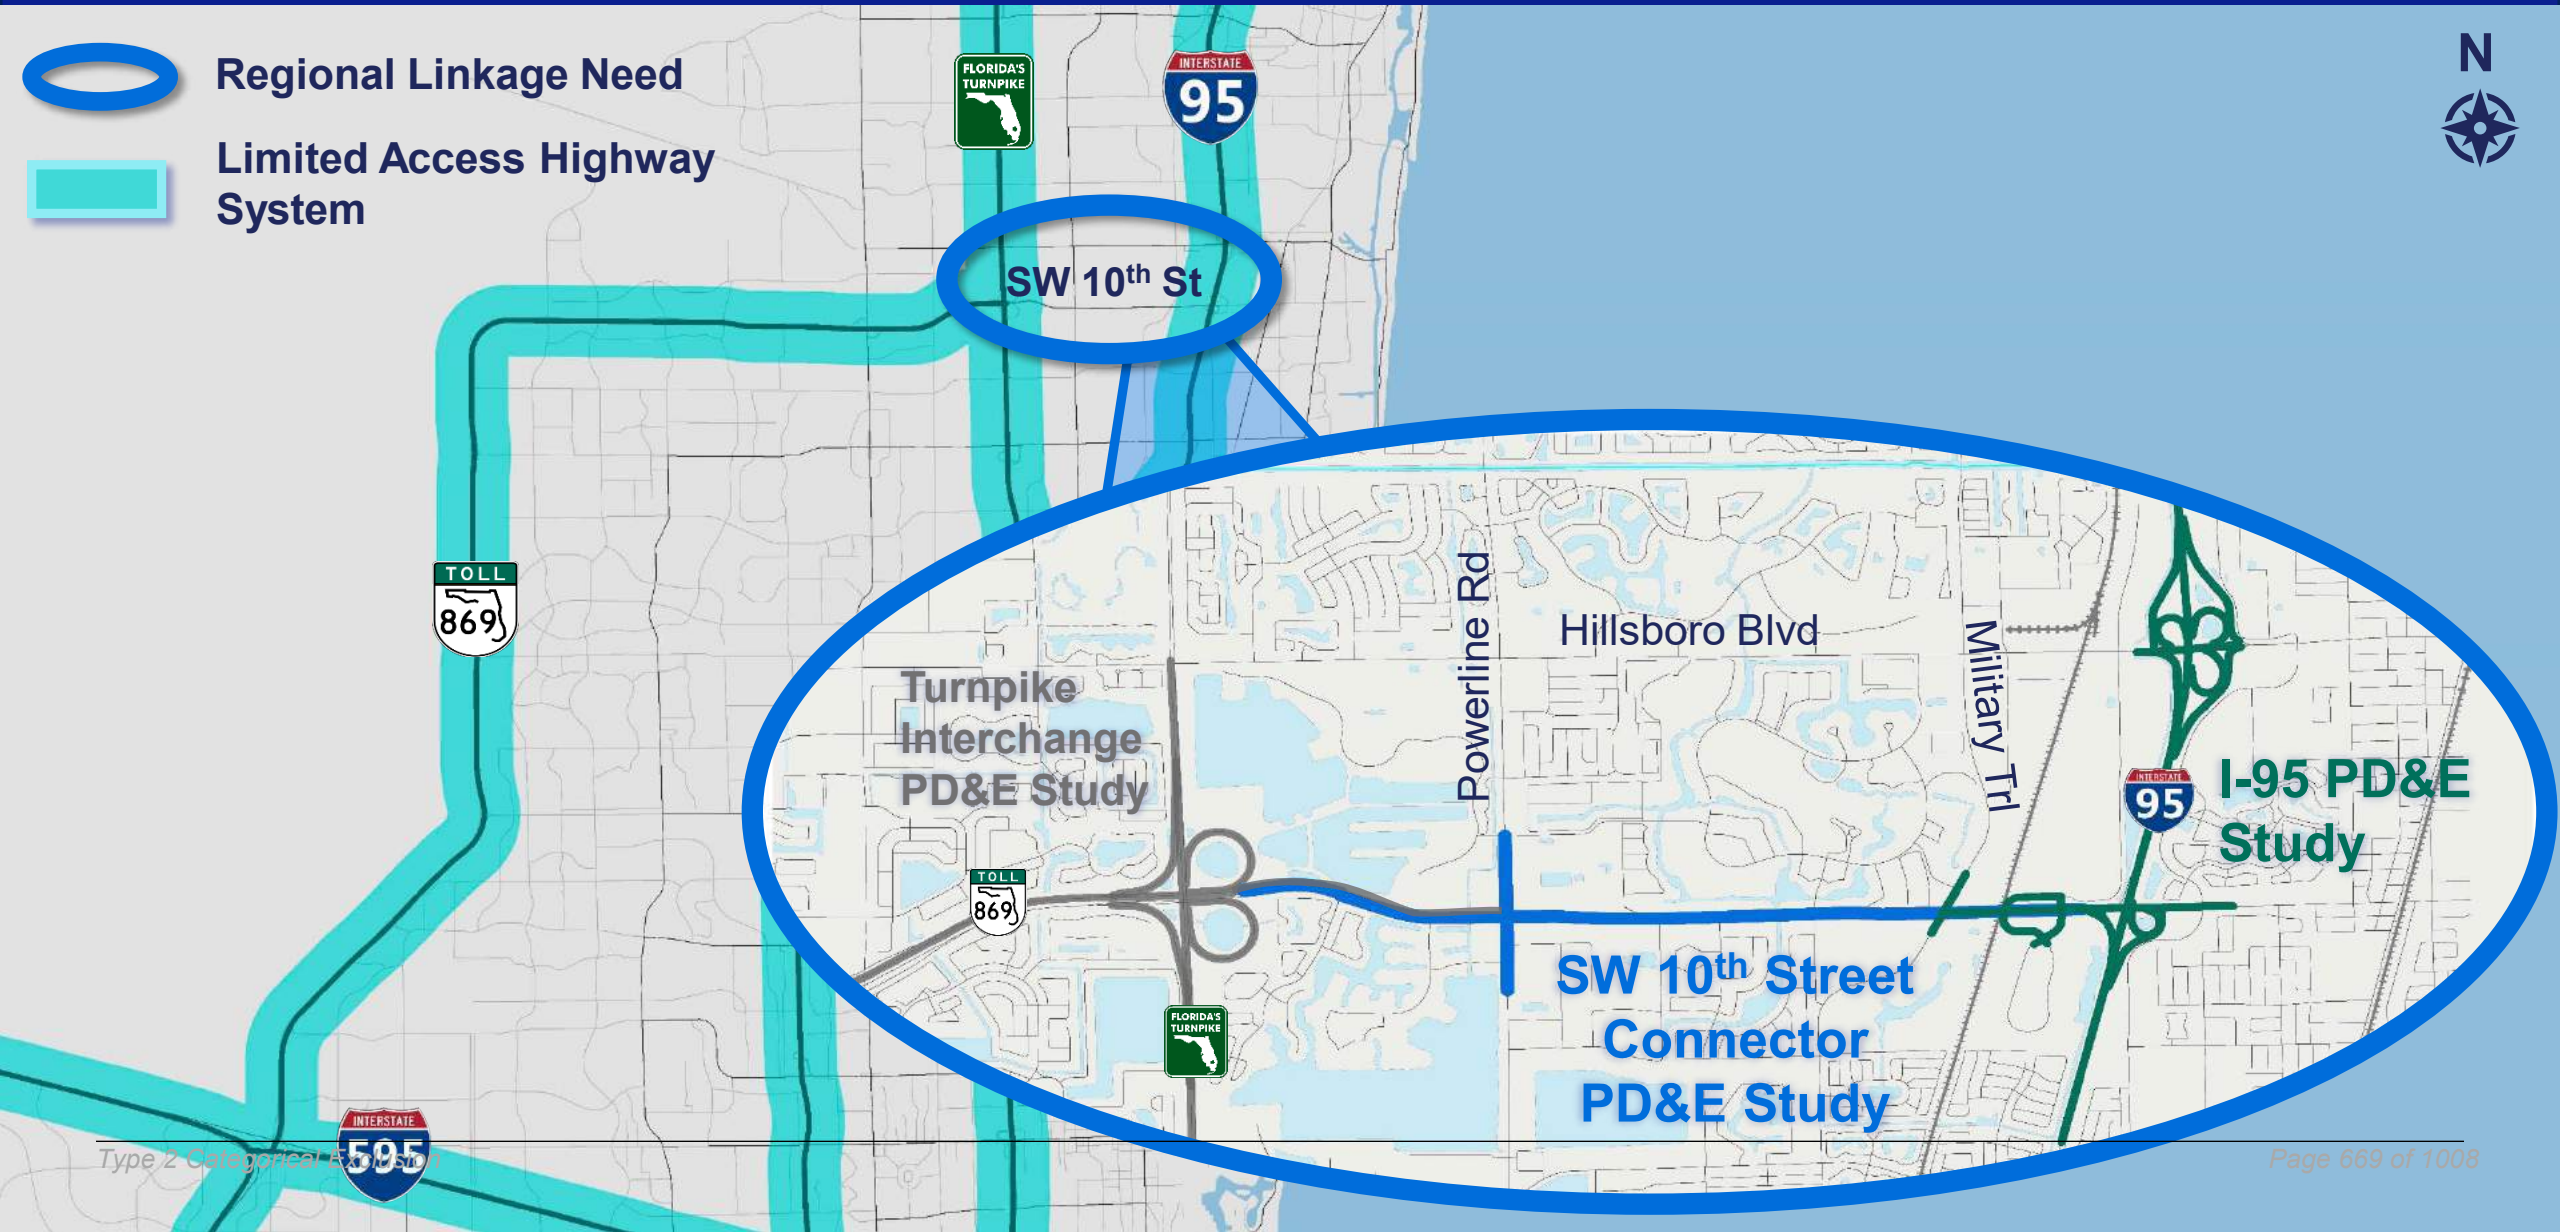 Regional Linkage Need
Limited Access Highway
System
FLORIDA'S
TURNPIKE
INTERSTATE
95
N
SW 10th St
TOLL
869
Turnpike
Interchange
PD&E Study
Powerline Rd
Hillsboro Blvd
Military Trl
INTERSTATE
95
I-95 PD&E
Study
TOLL
869
SW 10th Street
Connector
PD&E Study
FLORIDA'S
TURNPIKE
INTERSTATE
595
Type 2 Categorical Exclusion
Page 669 of 1008